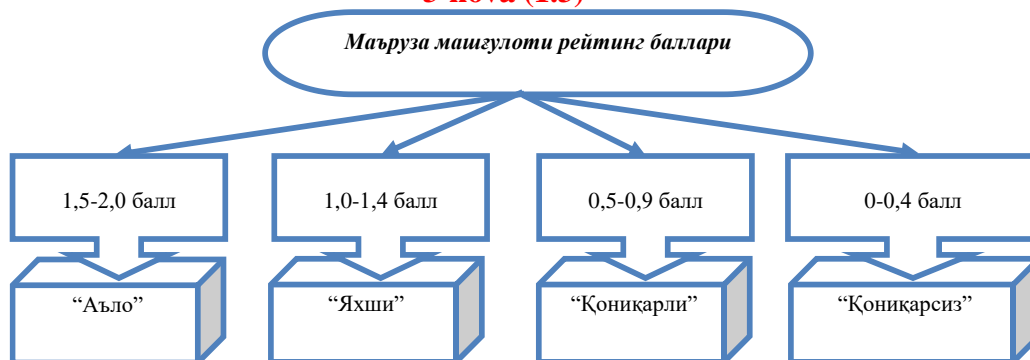 Маъруза машғулоти рейтинг баллари
1,5-2,0 балл
1,0-1,4 балл
0,5-0,9 балл
0-0,4 балл
“Аъло”
“Яхши”
“Қониқарли”
“Қониқарсиз”